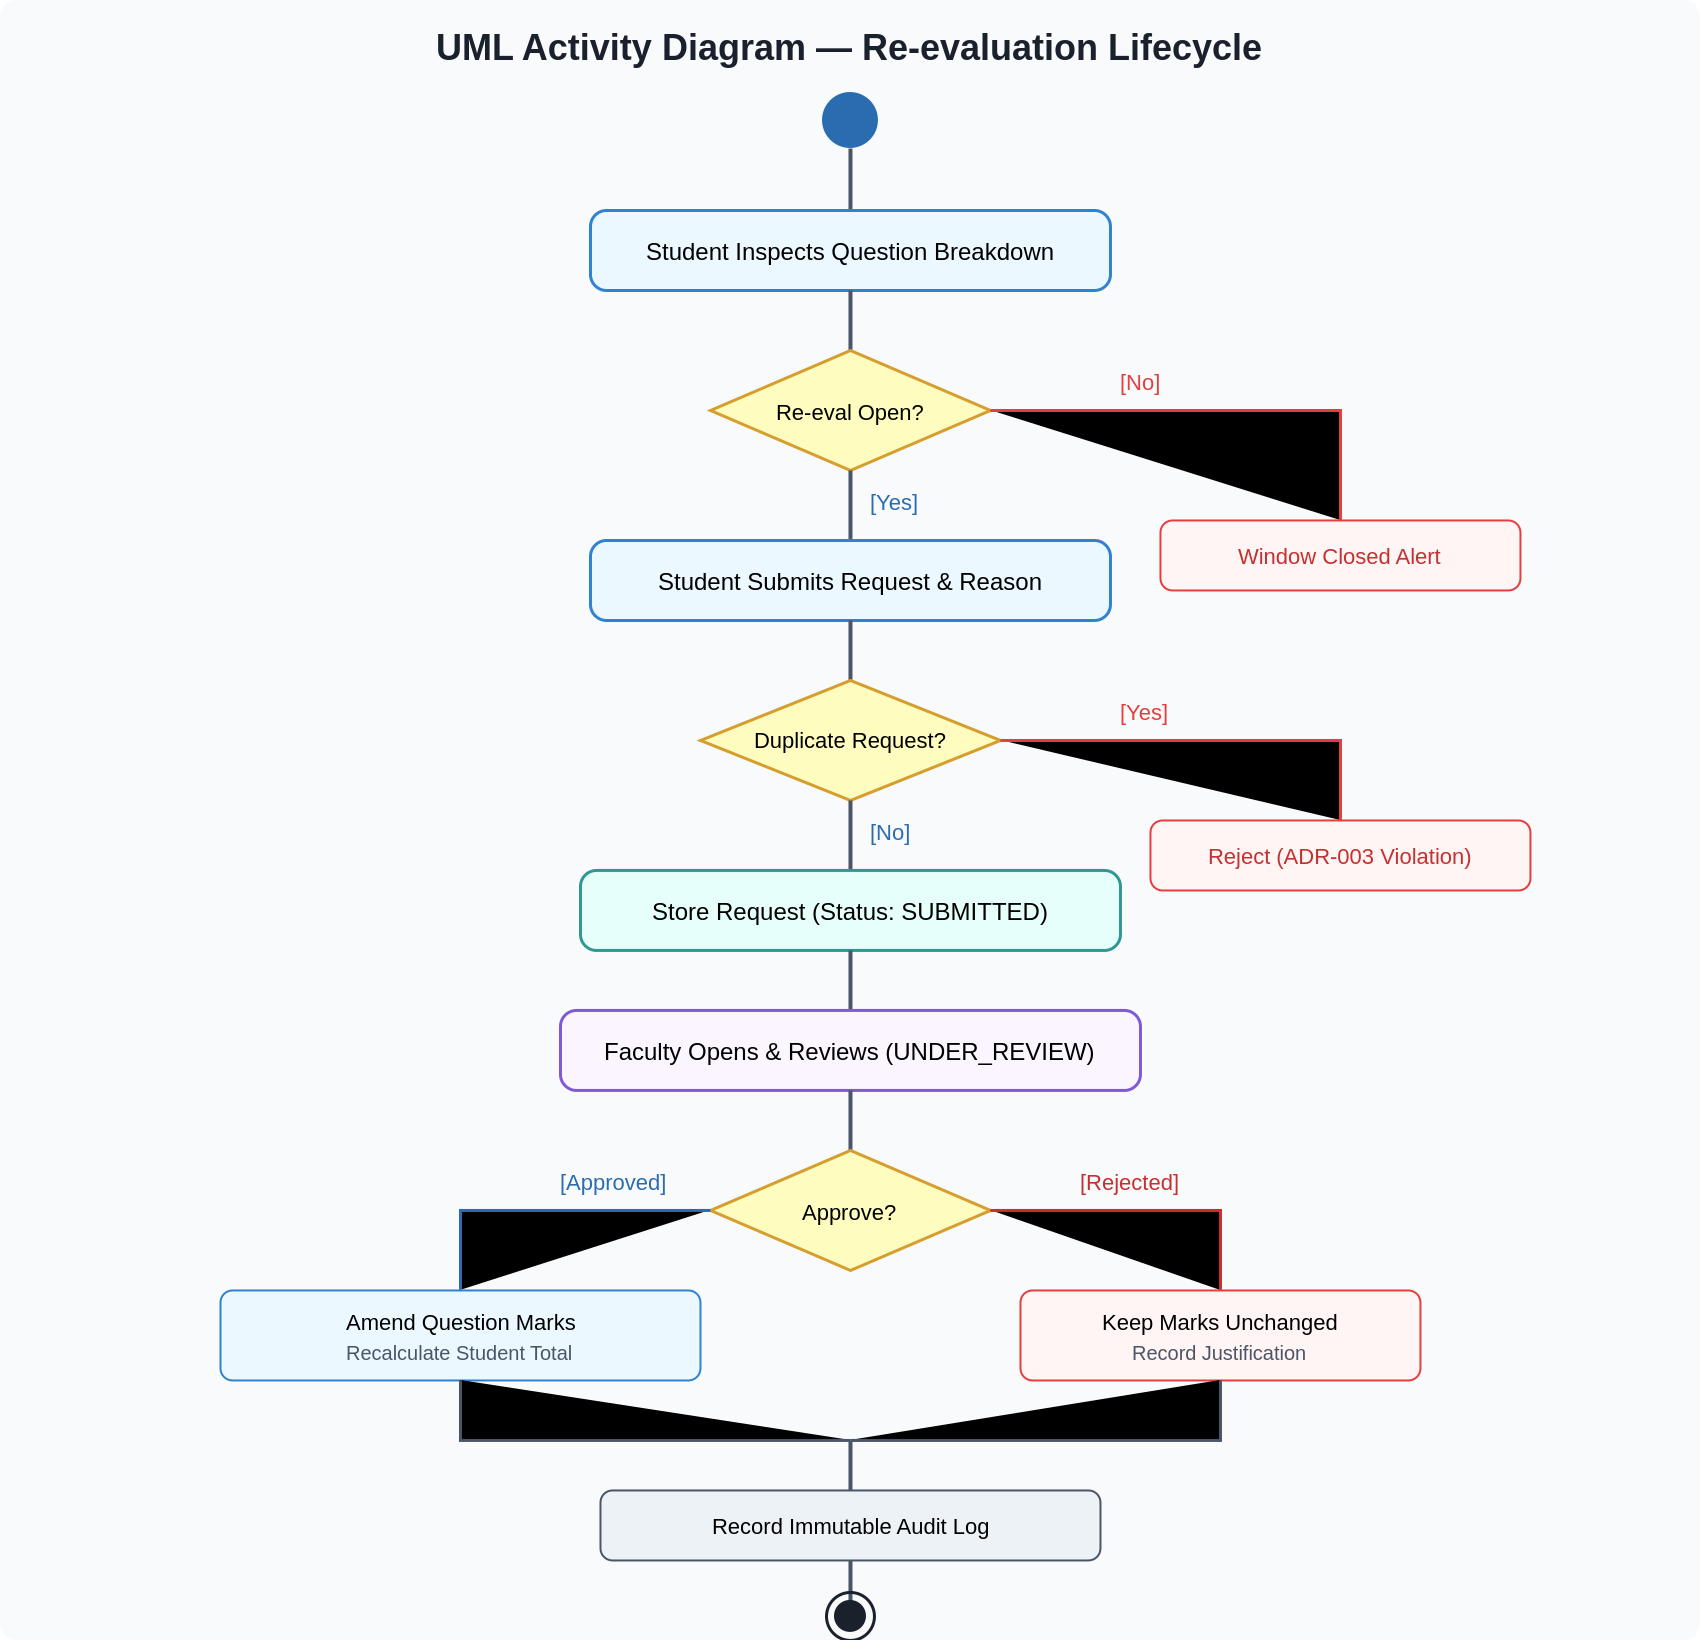 UML Activity Diagram — Re-evaluation Lifecycle
Student Inspects Question Breakdown
Re-eval Open?
[No]
[Yes]
Window Closed Alert
Student Submits Request & Reason
Duplicate Request?
[Yes]
[No]
Reject (ADR-003 Violation)
Store Request (Status: SUBMITTED)
Faculty Opens & Reviews (UNDER_REVIEW)
[Approved]
[Rejected]
Approve?
Amend Question Marks
Recalculate Student Total
Keep Marks Unchanged
Record Justification
Record Immutable Audit Log